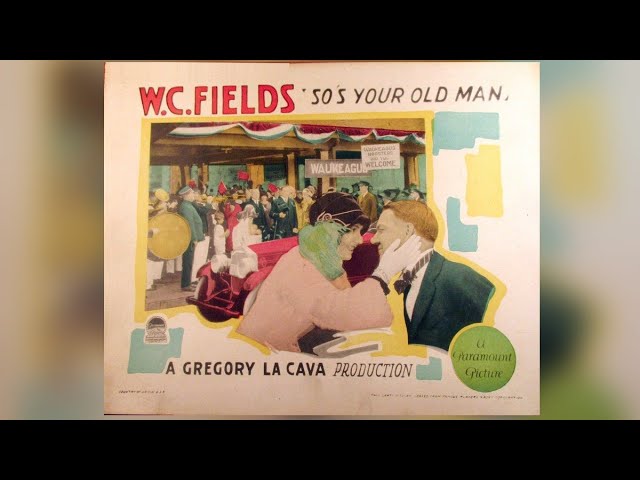 W.C. FIELDS 'SO'S YOUR OLD MAN,
WAUKEAGUS
WELCOME
A GREGORY LA CAVA PRODUCTION
A
Paramount
Picture